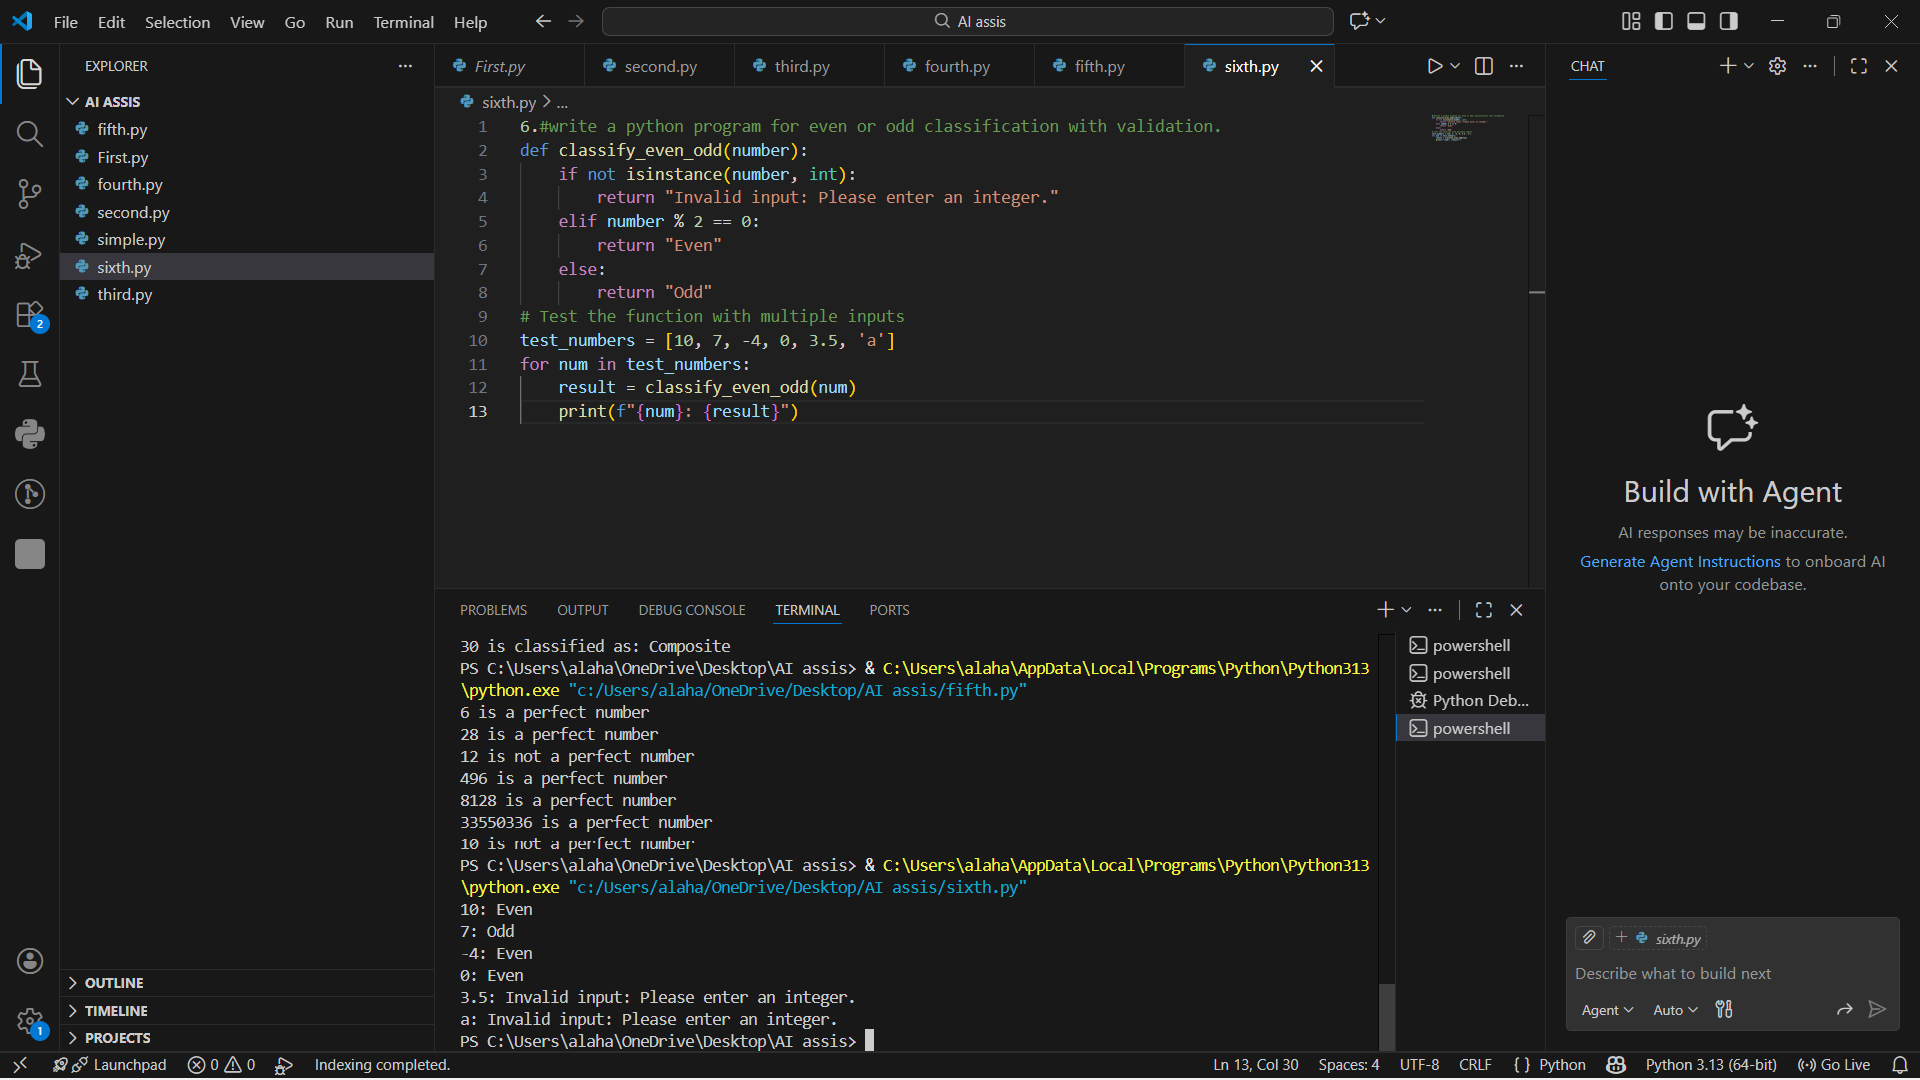 File Edit Selection View Go Run Terminal Help
AI assis
EXPLORER
AI ASSIS
fifth.py
First.py
fourth.py
second.py
simple.py
sixth.py
third.py
OUTLINE
TIMELINE
PROJECTS
2
1
First.py second.py third.py fourth.py fifth.py sixth.py
sixth.py > ...
1 6.#write a python program for even or odd classification with validation.
2 def classify_even_odd(number):
3 if not isinstance(number, int):
4 return "Invalid input: Please enter an integer."
5 elif number % 2 == 0:
6 return "Even"
7 else:
8 return "Odd"
9 # Test the function with multiple inputs
10 test_numbers = [10, 7, -4, 0, 3.5, 'a']
11 for num in test_numbers:
12 result = classify_even_odd(num)
13 print(f"{num}: {result}")
PROBLEMS OUTPUT DEBUG CONSOLE TERMINAL PORTS
30 is classified as: Composite
PS C:\Users\alaha\OneDrive\Desktop\AI assis> & C:\Users\alaha\AppData\Local\Programs\Python\Python313
\python.exe "c:/Users/alaha/OneDrive/Desktop/AI assis/fifth.py"
6 is a perfect number
28 is a perfect number
12 is not a perfect number
496 is a perfect number
8128 is a perfect number
33550336 is a perfect number
10 is not a perfect number
PS C:\Users\alaha\OneDrive\Desktop\AI assis> & C:\Users\alaha\AppData\Local\Programs\Python\Python313
\python.exe "c:/Users/alaha/OneDrive/Desktop/AI assis/sixth.py"
10: Even
7: Odd
-4: Even
0: Even
3.5: Invalid input: Please enter an integer.
a: Invalid input: Please enter an integer.
PS C:\Users\alaha\OneDrive\Desktop\AI assis>
powershell
powershell
Python Deb...
powershell
CHAT
Build with Agent
AI responses may be inaccurate.
Generate Agent Instructions to onboard AI
onto your codebase.
sixth.py
Describe what to build next
Agent Auto
Launchpad 0 0 Indexing completed. Ln 13, Col 30 Spaces: 4 UTF-8 CRLF {} Python Python 3.13 (64-bit) Go Live